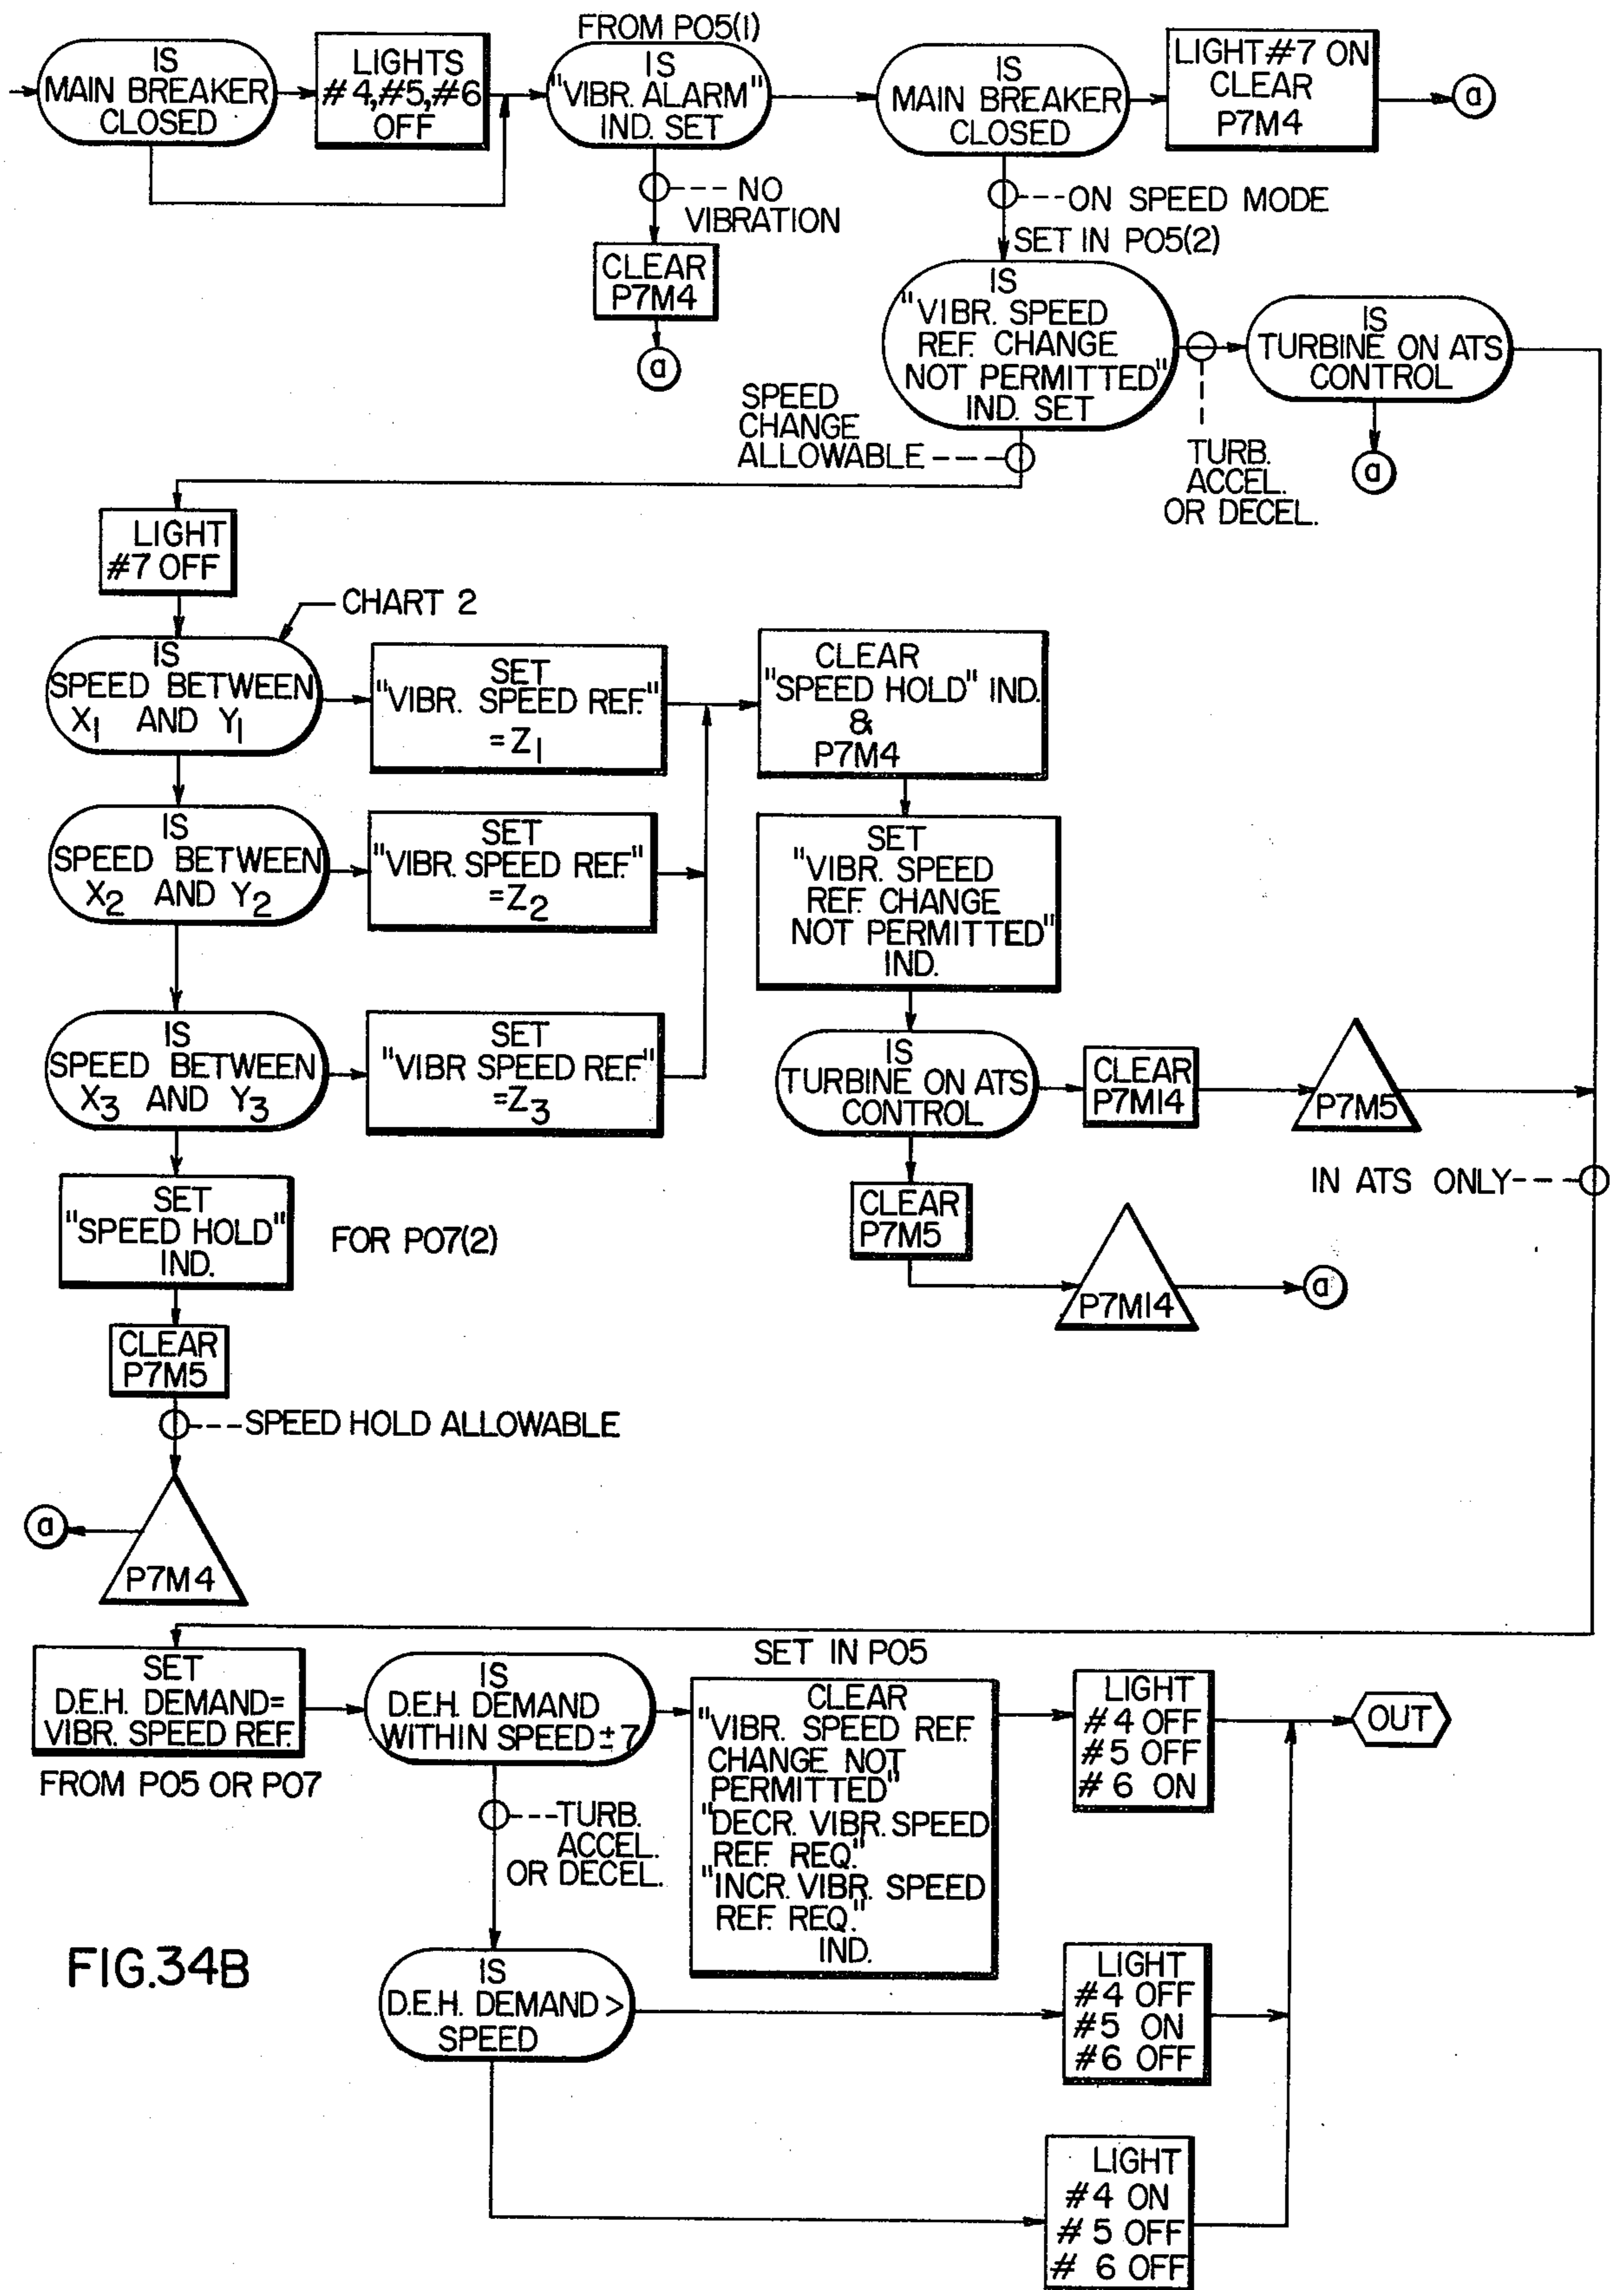 FROM PO5(1)
IS
MAIN BREAKER
CLOSED
LIGHTS
#4,#5,#6
OFF
IS
"VIBR. ALARM"
IND. SET
IS
MAIN BREAKER
CLOSED
LIGHT#7 ON
CLEAR
P7M4
a
NO
VIBRATION
CLEAR
P7M4
a
ON SPEED MODE
SET IN PO5(2)
IS
"VIBR. SPEED
REF. CHANGE
NOT PERMITTED"
IND. SET
IS
TURBINE ON ATS
CONTROL
a
TURB.
ACCEL.
OR DECEL.
SPEED
CHANGE
ALLOWABLE
LIGHT
#7 OFF
CHART 2
IS
SPEED BETWEEN
X1 AND Y1
SET
"VIBR. SPEED REF."
=Z1
CLEAR
"SPEED HOLD" IND.
&
P7M4
IS
SPEED BETWEEN
X2 AND Y2
SET
"VIBR. SPEED REF."
=Z2
SET
"VIBR. SPEED
REF. CHANGE
NOT PERMITTED"
IND.
IS
SPEED BETWEEN
X3 AND Y3
SET
"VIBR SPEED REF."
=Z3
IS
TURBINE ON ATS
CONTROL
CLEAR
P7M14
P7M5
IN ATS ONLY
SET
"SPEED HOLD"
IND.
FOR PO7(2)
CLEAR
P7M5
P7M14
a
CLEAR
P7M5
SPEED HOLD ALLOWABLE
a
P7M4
SET
D.E.H. DEMAND=
VIBR. SPEED REF.
FROM PO5 OR PO7
IS
D.E.H. DEMAND
WITHIN SPEED±7
SET IN PO5
CLEAR
"VIBR. SPEED REF.
CHANGE NOT
PERMITTED"
"DECR. VIBR. SPEED
REF. REQ."
"INCR. VIBR. SPEED
REF. REQ."
IND.
LIGHT
#4 OFF
#5 OFF
#6 ON
OUT
TURB.
ACCEL.
OR DECEL.
FIG.34B
IS
D.E.H. DEMAND >
SPEED
LIGHT
#4 OFF
#5 ON
#6 OFF
LIGHT
#4 ON
#5 OFF
#6 OFF